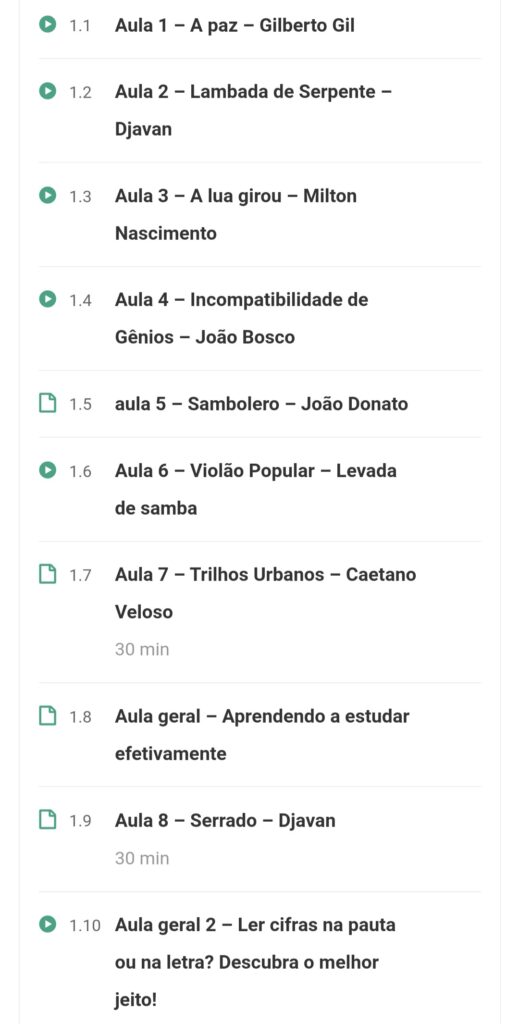 1.1 Aula 1 – A paz – Gilberto Gil
1.2 Aula 2 – Lambada de Serpente –
Djavan
1.3 Aula 3 – A lua girou – Milton
Nascimento
1.4 Aula 4 – Incompatibilidade de
Gênios – João Bosco
1.5 aula 5 – Sambolero – João Donato
1.6 Aula 6 – Violão Popular – Levada
de samba
1.7 Aula 7 – Trilhos Urbanos – Caetano
Veloso
30 min
1.8 Aula geral – Aprendendo a estudar
efetivamente
1.9 Aula 8 – Serrado – Djavan
30 min
1.10 Aula geral 2 – Ler cifras na pauta
ou na letra? Descubra o melhor
jeito!